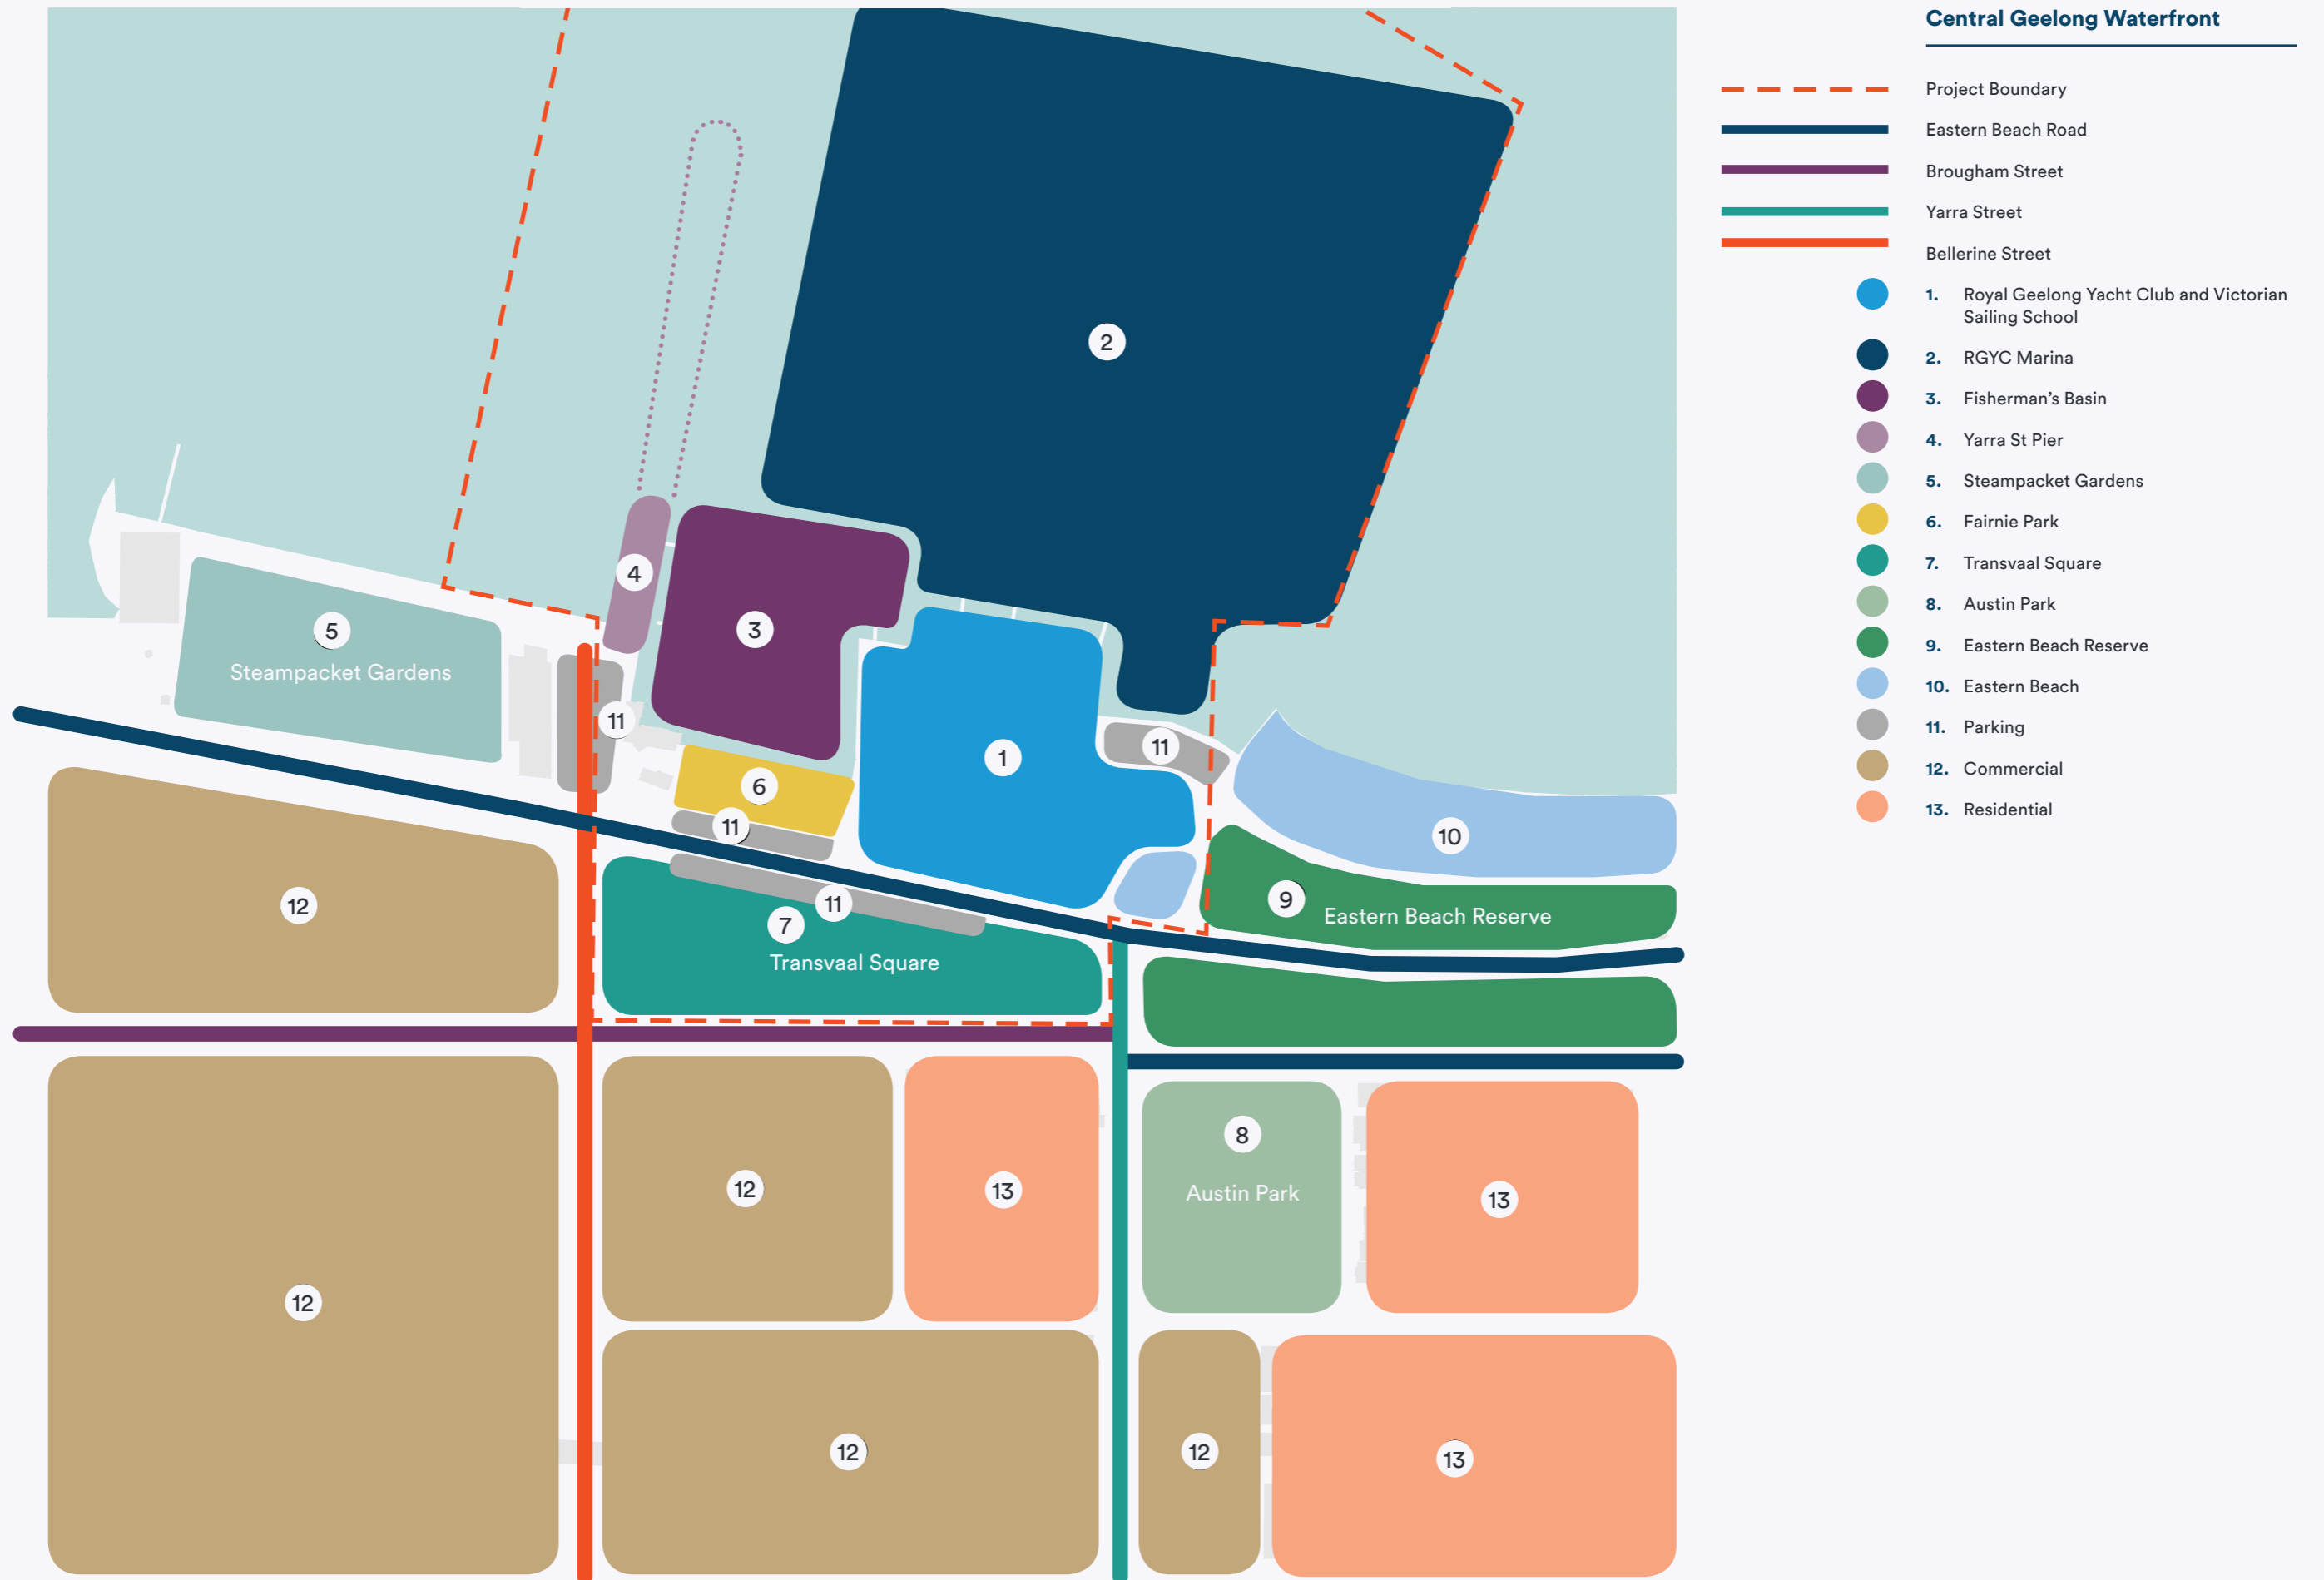 Central Geelong Waterfront
Project Boundary
Eastern Beach Road
Brougham Street
Yarra Street
Bellerine Street
1. Royal Geelong Yacht Club and Victorian
Sailing School
2. RGYC Marina
3. Fisherman’s Basin
4. Yarra St Pier
5. Steampacket Gardens
6. Fairnie Park
7. Transvaal Square
8. Austin Park
9. Eastern Beach Reserve
10. Eastern Beach
11. Parking
12. Commercial
13. Residential
2
4
3
5
Steampacket Gardens
11
11
1
6
11
10
12
11
9
Eastern Beach Reserve
7
Transvaal Square
8
Austin Park
12
13
13
12
12
12
13